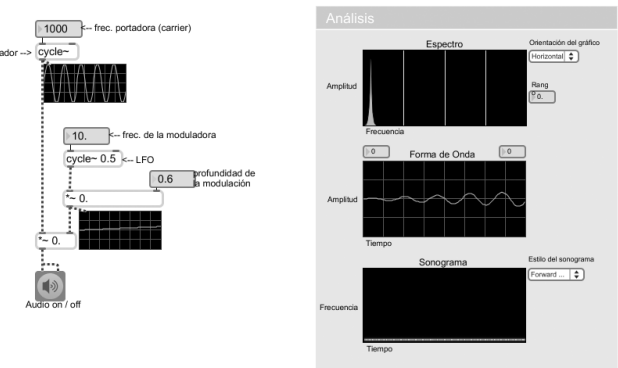 1000
<-- frec. portadora (carrier)
ador -->
cycle~
10.
<-- frec. de la moduladora
cycle~ 0.5
<-- LFO
0.6
profundidad de
la modulación
*~ 0.
*~ 0.
Audio on / off
Análisis
Espectro
Orientación del gráfico
Horizontal
Amplitud
Rang
0.
Frecuencia
0
Forma de Onda
0
Amplitud
Tiempo
Sonograma
Estilo del sonograma
Forward ...
Frecuencia
Tiempo